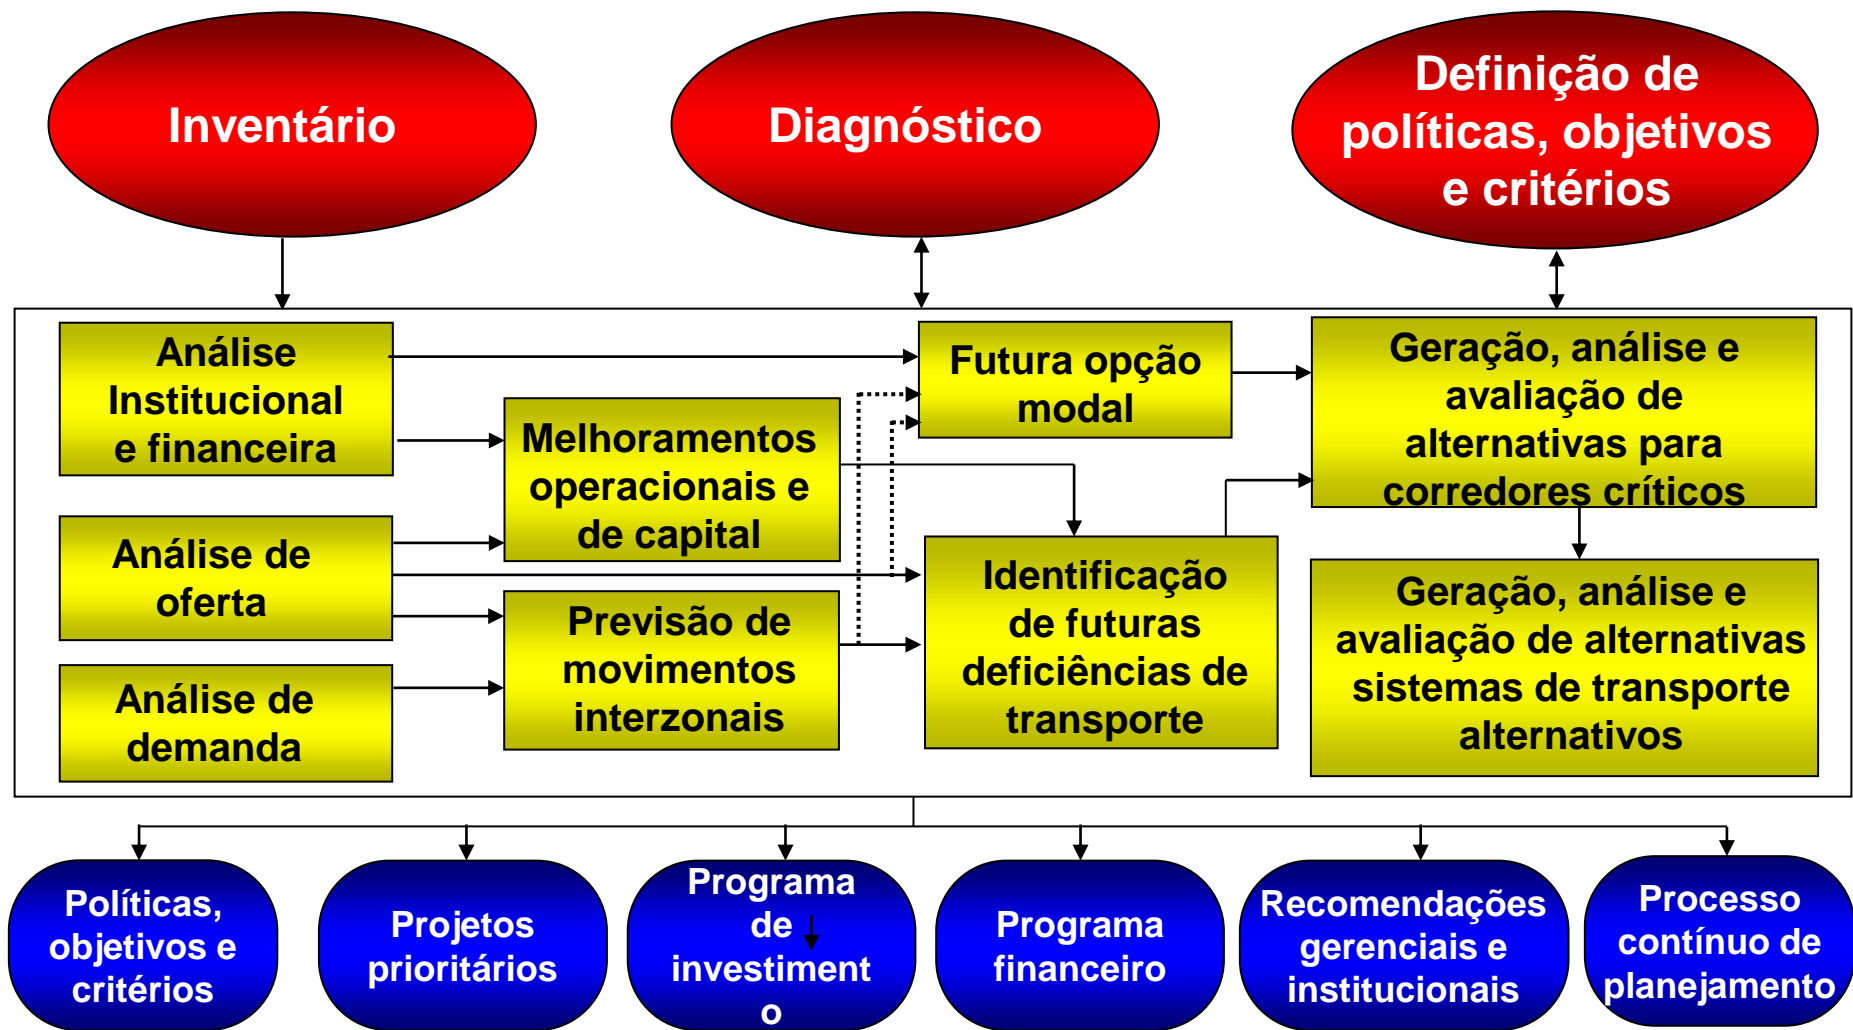 Inventário
Diagnóstico
Definição de
políticas, objetivos
e critérios
Análise
Institucional
e financeira
Análise de
oferta
Análise de
demanda
Melhoramentos
operacionais e
de capital
Previsão de
movimentos
interzonais
Futura opção
modal
Identificação
de futuras
deficiências de
transporte
Geração, análise e
avaliação de
alternativas para
corredores críticos
Geração, análise e
avaliação de alternativas
sistemas de transporte
alternativos
Políticas,
objetivos e
critérios
Projetos
prioritários
Programa
de
investiment
o
Programa
financeiro
Recomendações
gerenciais e
institucionais
Processo
contínuo de
planejamento